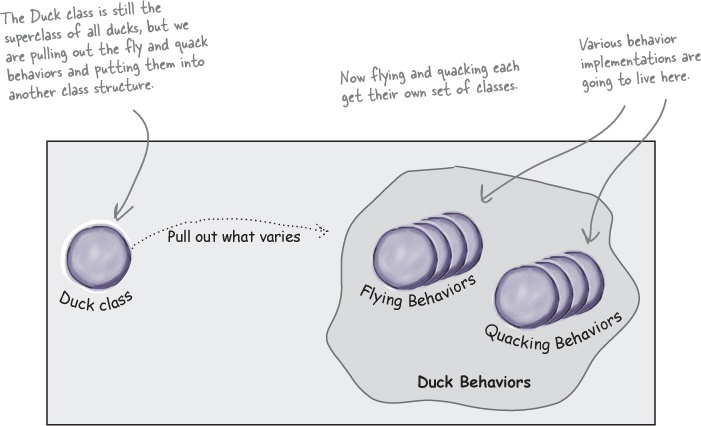 The Duck class is still the
superclass of all ducks, but we
are pulling out the fly and quack
behaviors and putting them into
another class structure.
Now flying and quacking each
get their own set of classes.
Various behavior
implementations are
going to live here.
Pull out what varies
Duck class
Flying Behaviors
Quacking Behaviors
Duck Behaviors